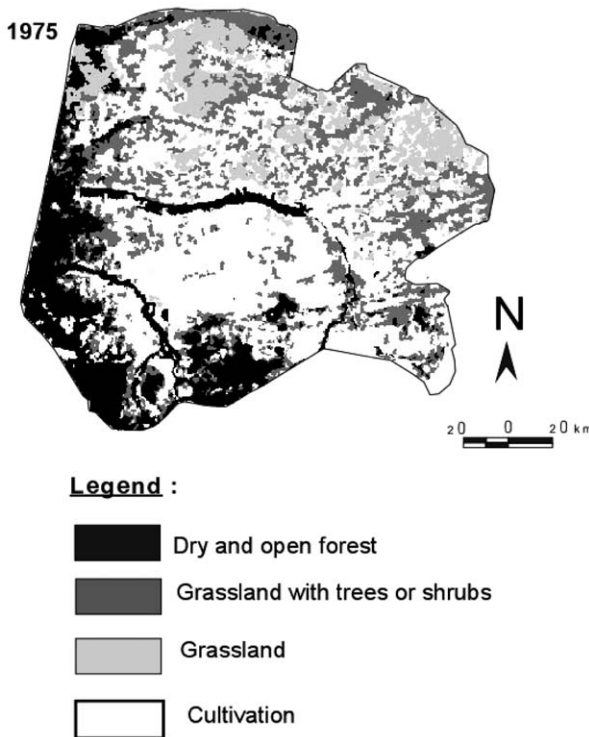 1975
N
20 0 20 km
Legend :
Dry and open forest
Grassland with trees or shrubs
Grassland
Cultivation